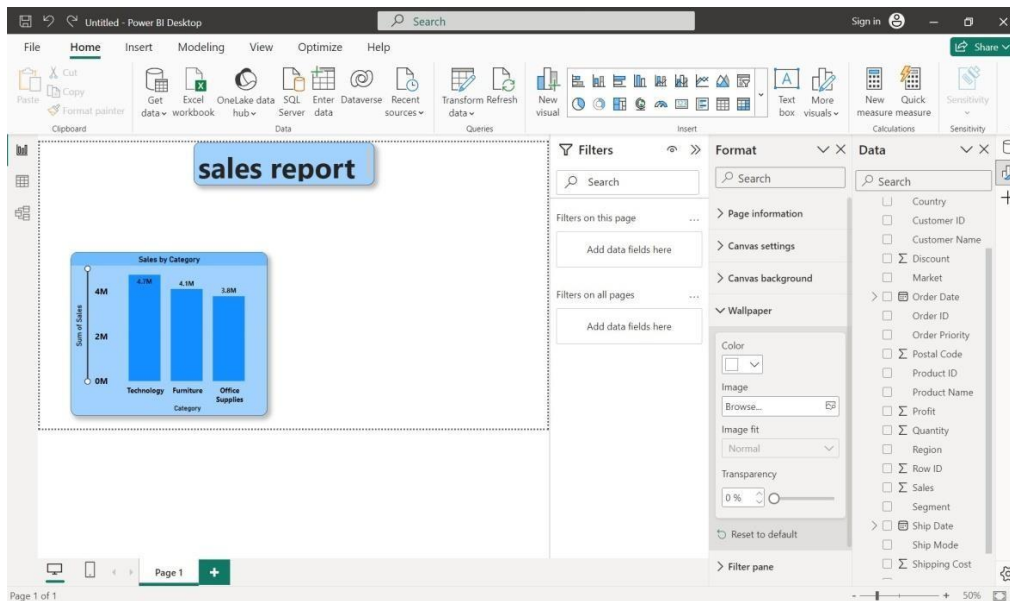 Untitled - Power BI Desktop
Search
Sign in
File Home Insert Modeling View Optimize Help
Share
Paste
Cut
Copy
Format painter
Clipboard
Get data
Excel workbook
OneLake data hub
SQL Server
Enter data
Dataverse
Recent sources
Data
Transform data
Refresh
Queries
New visual
Text box
More visuals
Insert
New measure
Quick measure
Calculations
Sensitivity
Sensitivity
sales report
Sales by Category
Sum of Sales
4M
2M
0M
4.7M
4.1M
3.8M
Technology
Furniture
Office
Supplies
Category
Filters
Search
Filters on this page ...
Add data fields here
Filters on all pages ...
Add data fields here
Format
Search
Page information
Canvas settings
Canvas background
Wallpaper
Color
Image
Browse...
Image fit
Normal
Transparency
0 %
Reset to default
Filter pane
Data
Search
Country
Customer ID
Customer Name
Σ Discount
Market
Order Date
Order ID
Order Priority
Σ Postal Code
Product ID
Product Name
Σ Profit
Σ Quantity
Region
Σ Row ID
Σ Sales
Segment
Ship Date
Ship Mode
Σ Shipping Cost
Page 1
Page 1 of 1
- + 50%